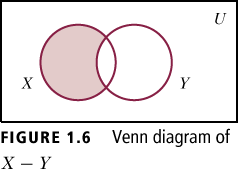 U
X Y
FIGURE 1.6 Venn diagram of
X − Y